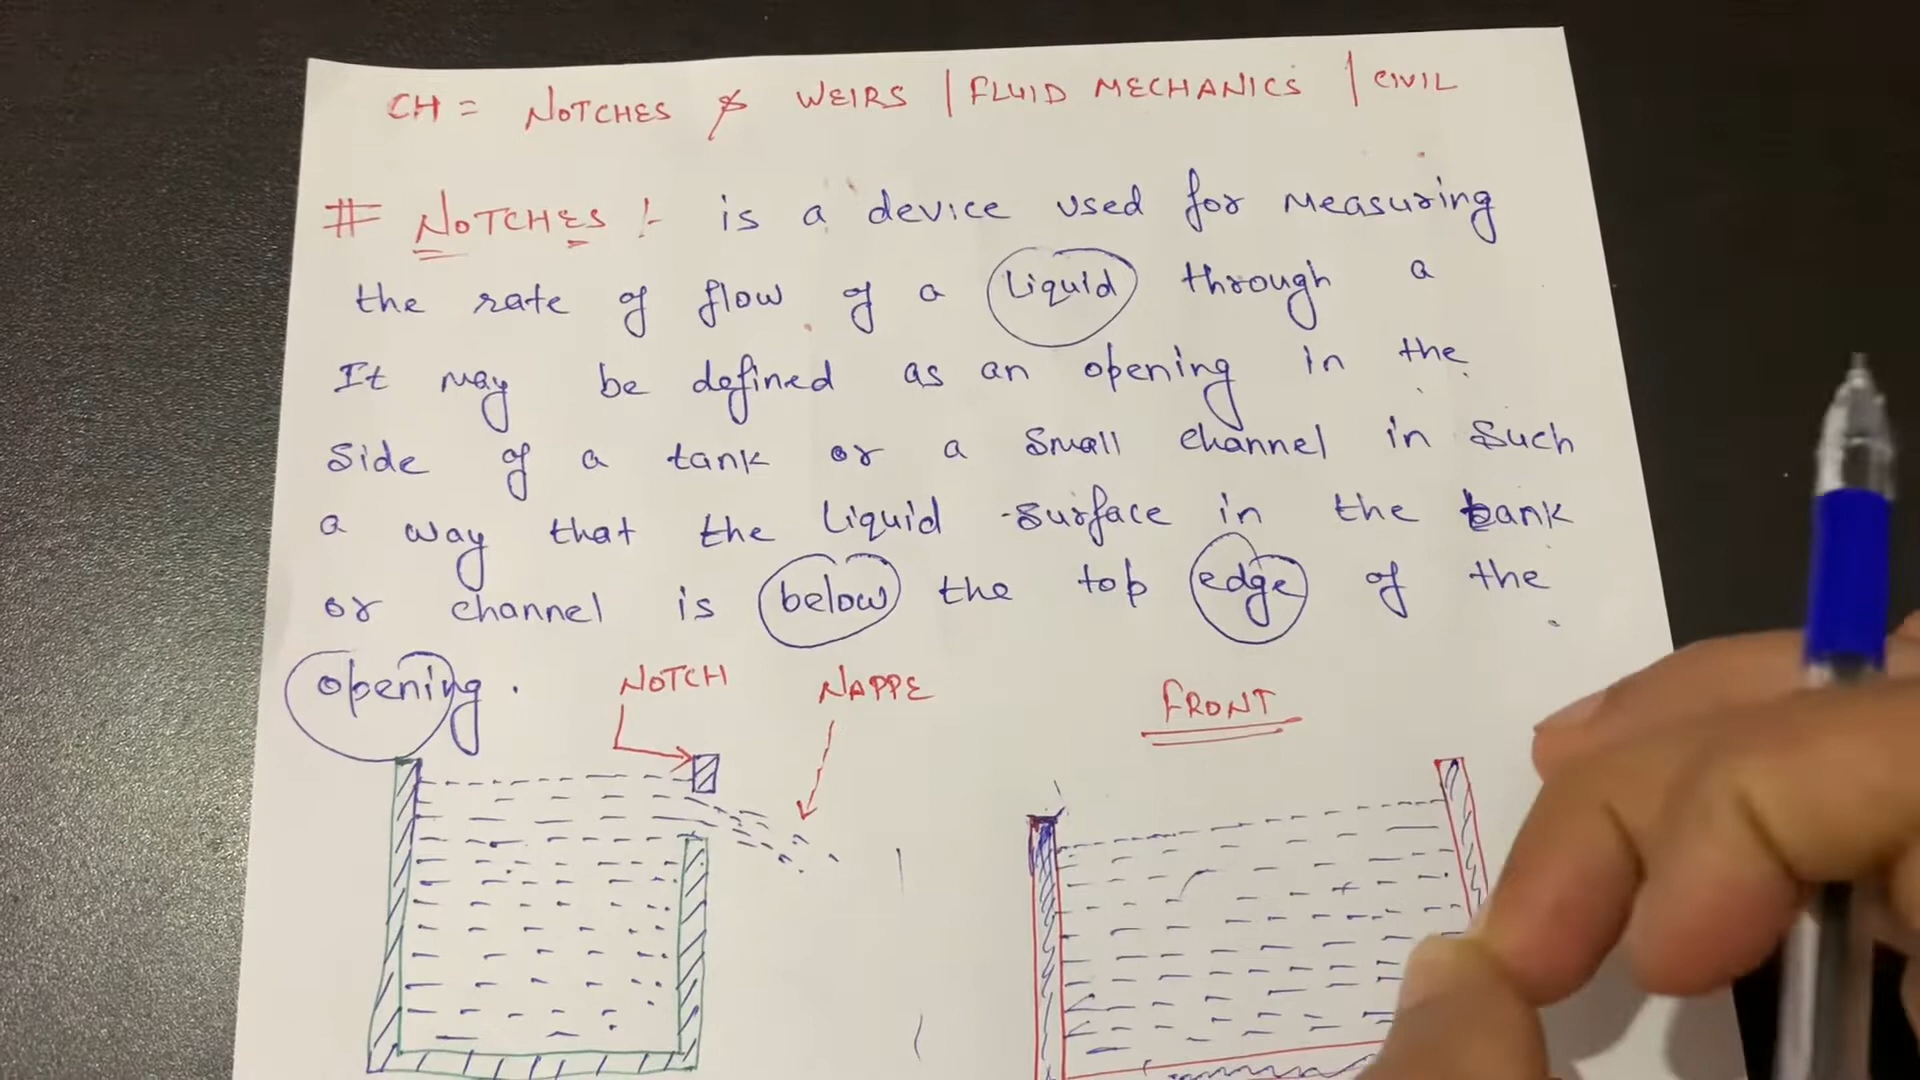 CH = NOTCHES & WEIRS | FLUID MECHANICS | CIVIL
# NOTCHES :- is a device used for measuring
the rate of flow of a liquid through a
It may be defined as an opening in the
side of a tank or a small channel in such
a way that the liquid surface in the tank
or channel is below the top edge of the
opening.
NOTCH NAPPE FRONT